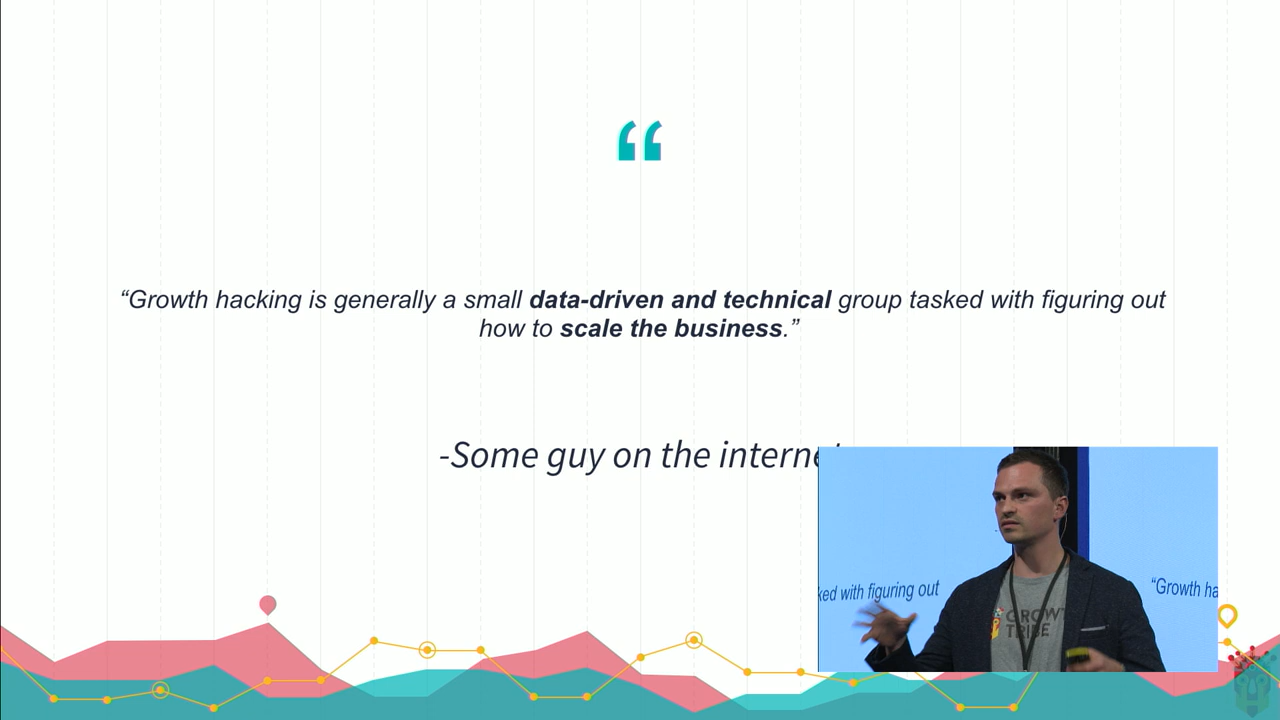 “
“Growth hacking is generally a small data-driven and technical group tasked with figuring out
how to scale the business.”
-Some guy on the internet
ked with figuring out
“Growth ha
GROWT
TRIBE